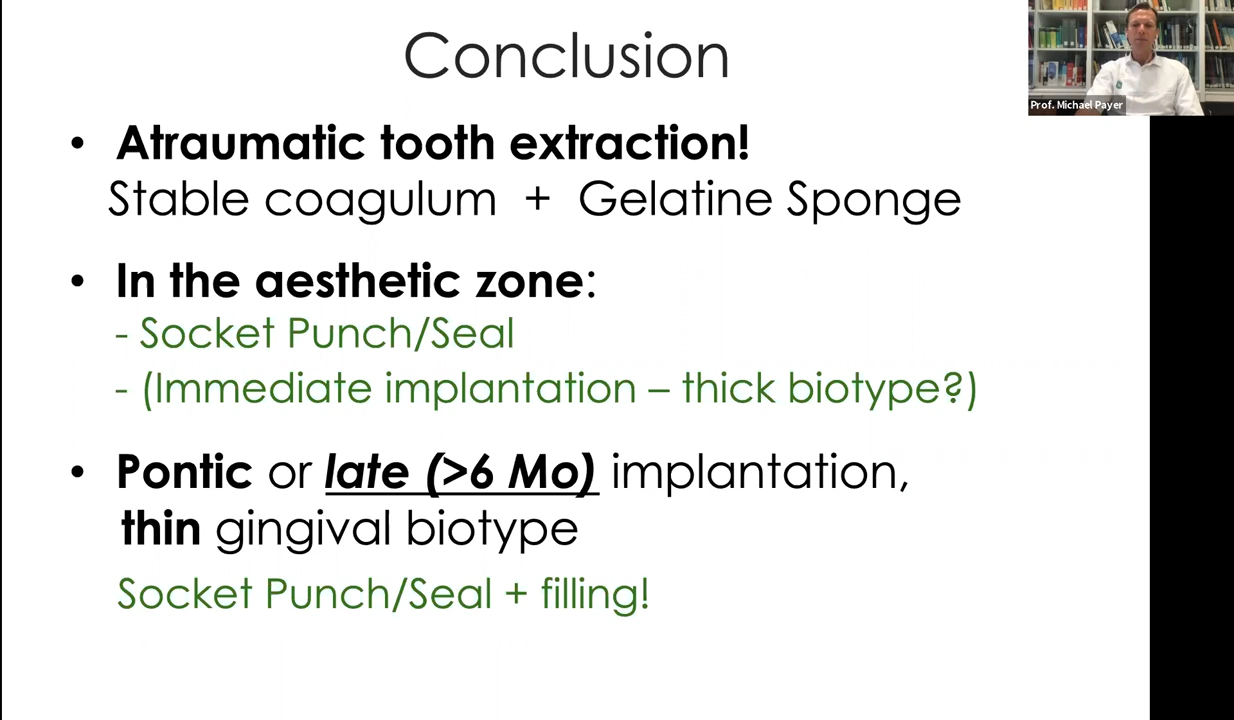 Conclusion
Prof. Michael Payer
• Atraumatic tooth extraction!
Stable coagulum + Gelatine Sponge
• In the aesthetic zone:
- Socket Punch/Seal
- (Immediate implantation – thick biotype?)
• Pontic or late (>6 Mo) implantation,
thin gingival biotype
Socket Punch/Seal + filling!